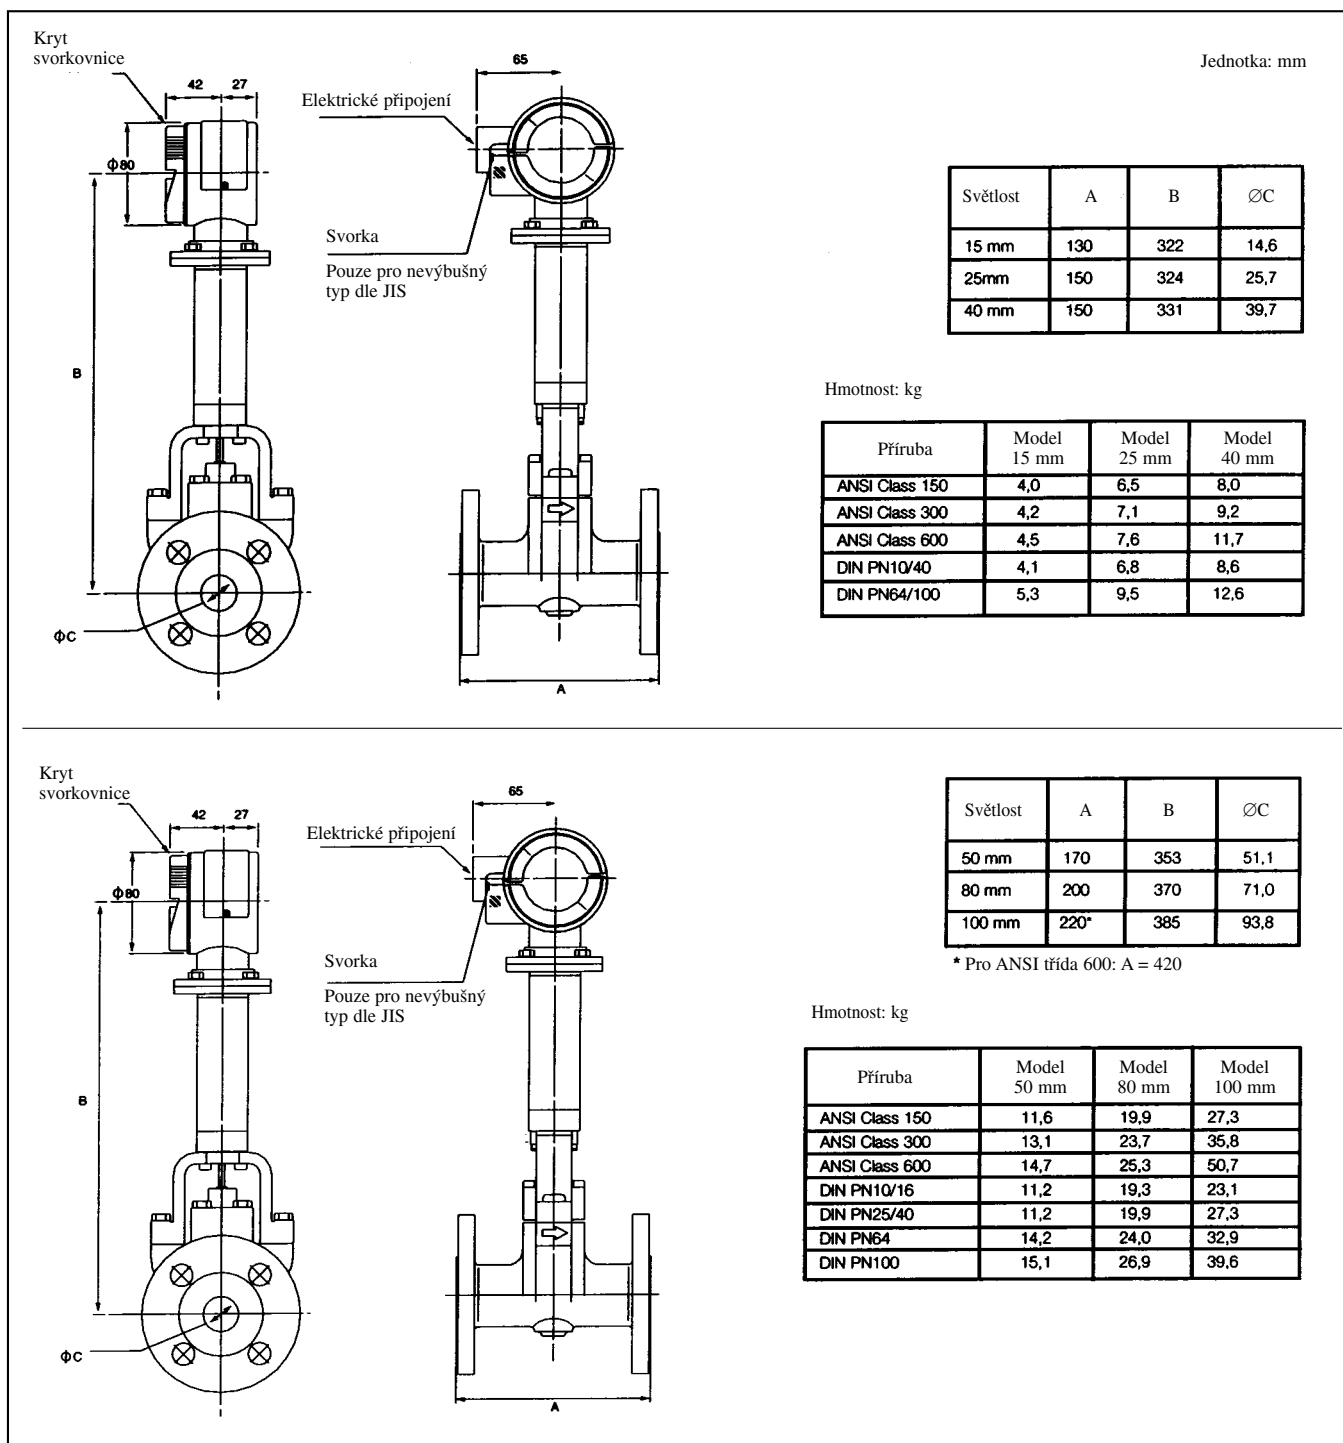 Kryt
svorkovnice
42 27
65
Jednotka: mm
Elektrické připojení
ϕ80
Svorka
Pouze pro nevýbušný
typ dle JIS
B
ϕC
A
Světlost A B ∅C
15 mm 130 322 14,6
25mm 150 324 25,7
40 mm 150 331 39,7
Hmotnost: kg
Příruba Model Model Model
15 mm 25 mm 40 mm
ANSI Class 150 4,0 6,5 8,0
ANSI Class 300 4,2 7,1 9,2
ANSI Class 600 4,5 7,6 11,7
DIN PN10/40 4,1 6,8 8,6
DIN PN64/100 5,3 9,5 12,6
Kryt
svorkovnice
42 27
65
Elektrické připojení
ϕ80
Svorka
Pouze pro nevýbušný
typ dle JIS
B
ϕC
A
Světlost A B ∅C
50 mm 170 353 51,1
80 mm 200 370 71,0
100 mm 220* 385 93,8
* Pro ANSI třída 600: A = 420
Hmotnost: kg
Příruba Model Model Model
50 mm 80 mm 100 mm
ANSI Class 150 11,6 19,9 27,3
ANSI Class 300 13,1 23,7 35,8
ANSI Class 600 14,7 25,3 50,7
DIN PN10/16 11,2 19,3 23,1
DIN PN25/40 11,2 19,9 27,3
DIN PN64 14,2 24,0 32,9
DIN PN100 15,1 26,9 39,6